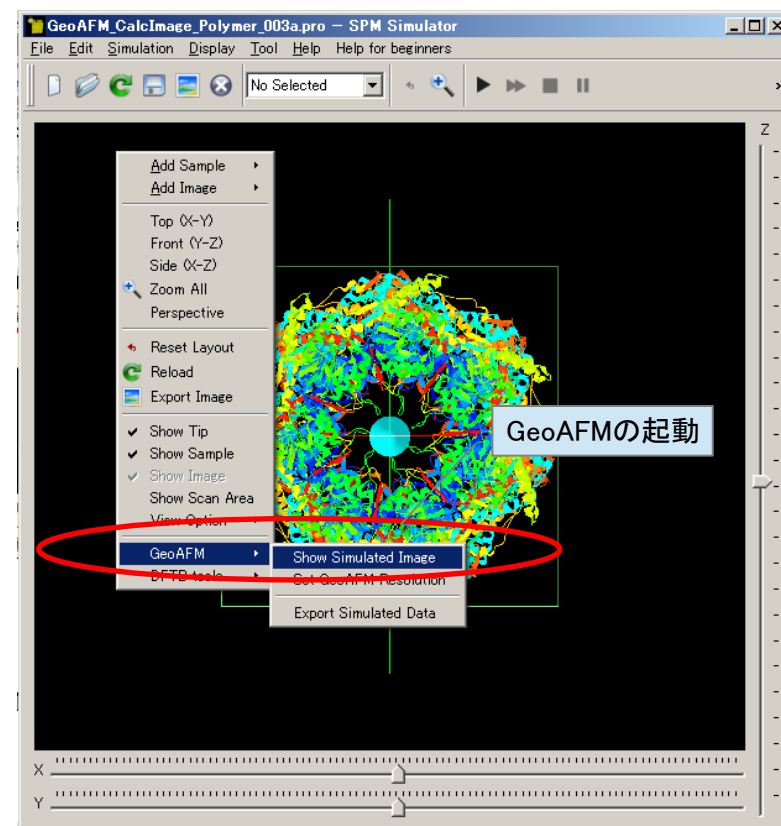 GeoAFM_CalcImage_Polymer_003a.pro — SPM Simulator
File Edit Simulation Display Tool Help Help for beginners
No Selected
Z
Add Sample
Add Image
Top (X-Y)
Front (Y-Z)
Side (X-Z)
Zoom All
Perspective
Reset Layout
Reload
Export Image
Show Tip
Show Sample
Show Image
Show Scan Area
View Option
GeoAFM
DFTB tools
Show Simulated Image
Set GeoAFM Resolution
Export Simulated Data
GeoAFMの起動
X
Y